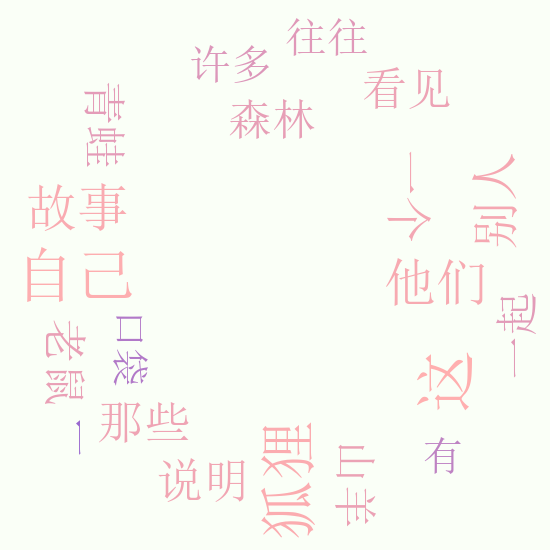 往往
许多
看见
森林
青蛙
一个
别人
故事
自己
他们
一起
口袋
老鼠
这
那些
一
有
说明
狐狸
山羊